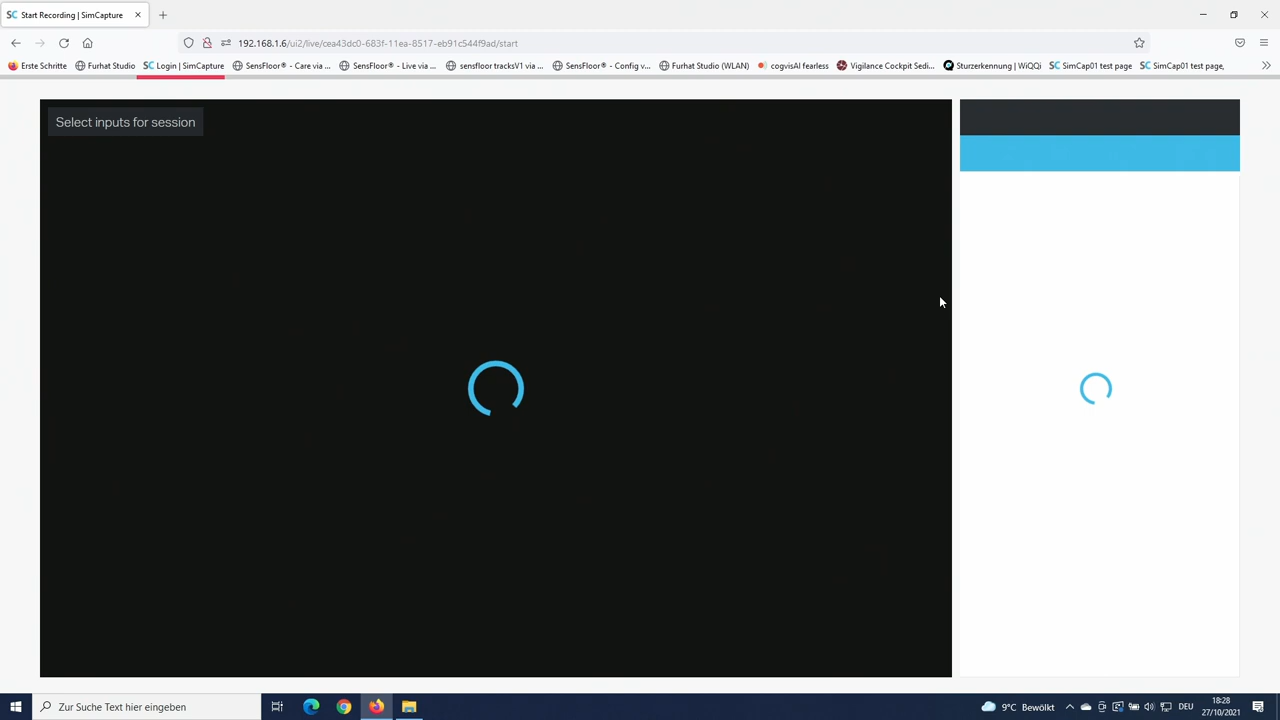 SC Start Recording | SimCapture
192.168.1.6/ui2/live/cea43dc0-683f-11ea-8517-eb91c544f9ad/start
Erste Schritte Furhat Studio SC Login | SimCapture SensFloor® - Care via ... SensFloor® - Live via ... sensfloor tracksV1 via ... SensFloor® - Config v... Furhat Studio (WLAN) cogvisAI fearless Vigilance Cockpit Sedi... Sturzerkennung | WiQQi SC SimCap01 test page SC SimCap01 test page,
Select inputs for session
Zur Suche Text hier eingeben
9°C Bewölkt
DEU
18:28
27/10/2021